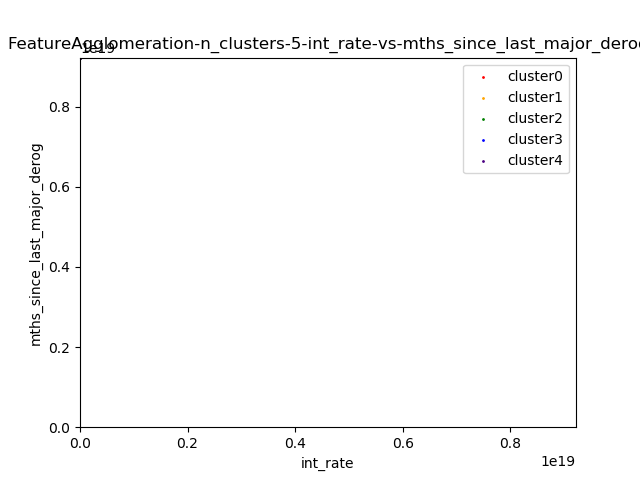 FeatureAgglomeration-n_clusters-5-int_rate-vs-mths_since_last_major_derog
1e19
cluster0
cluster1
cluster2
cluster3
cluster4
mths_since_last_major_derog
0.8
0.6
0.4
0.2
0.0
0.0 0.2 0.4 0.6 0.8
1e19
int_rate